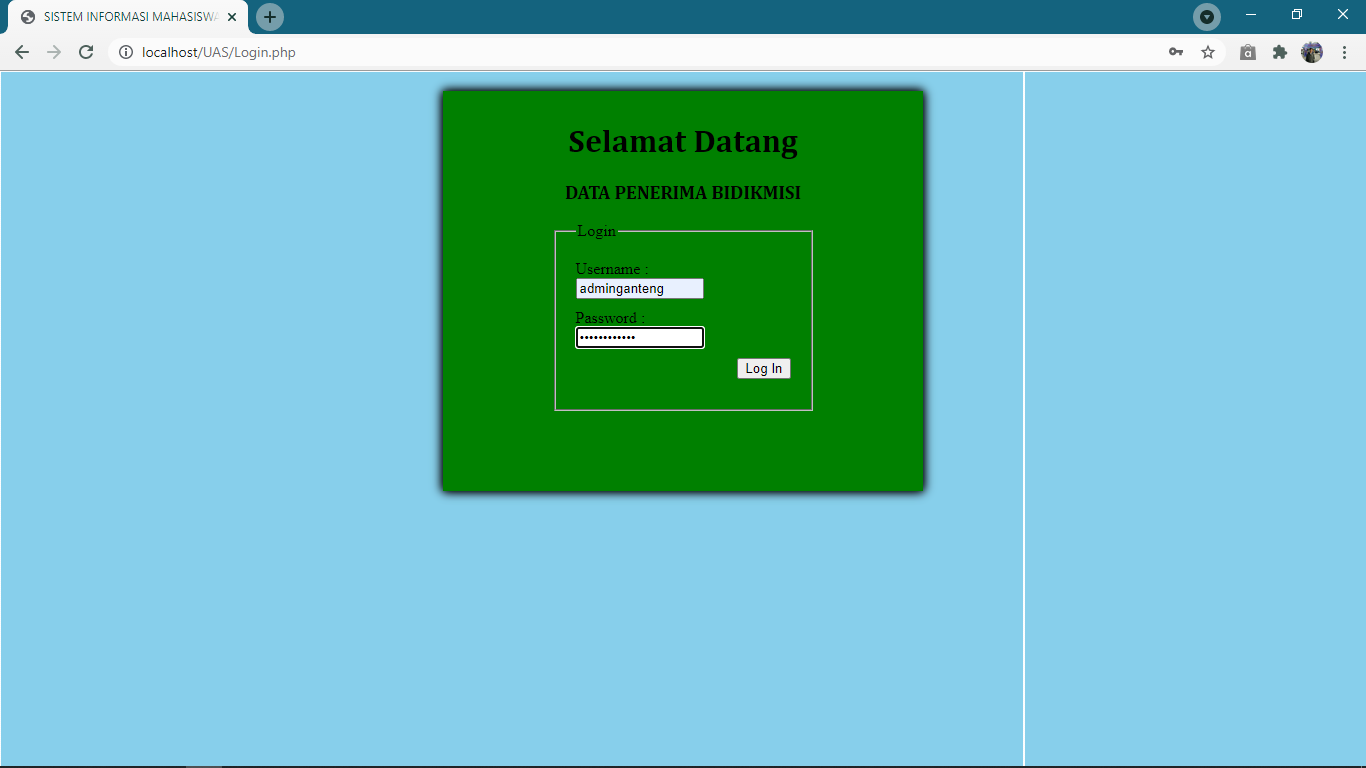 SISTEM INFORMASI MAHASISWA
localhost/UAS/Login.php
Selamat Datang
DATA PENERIMA BIDIKMISI
Login
Username :
adminganteng
Password :
••••••••••••
Log In